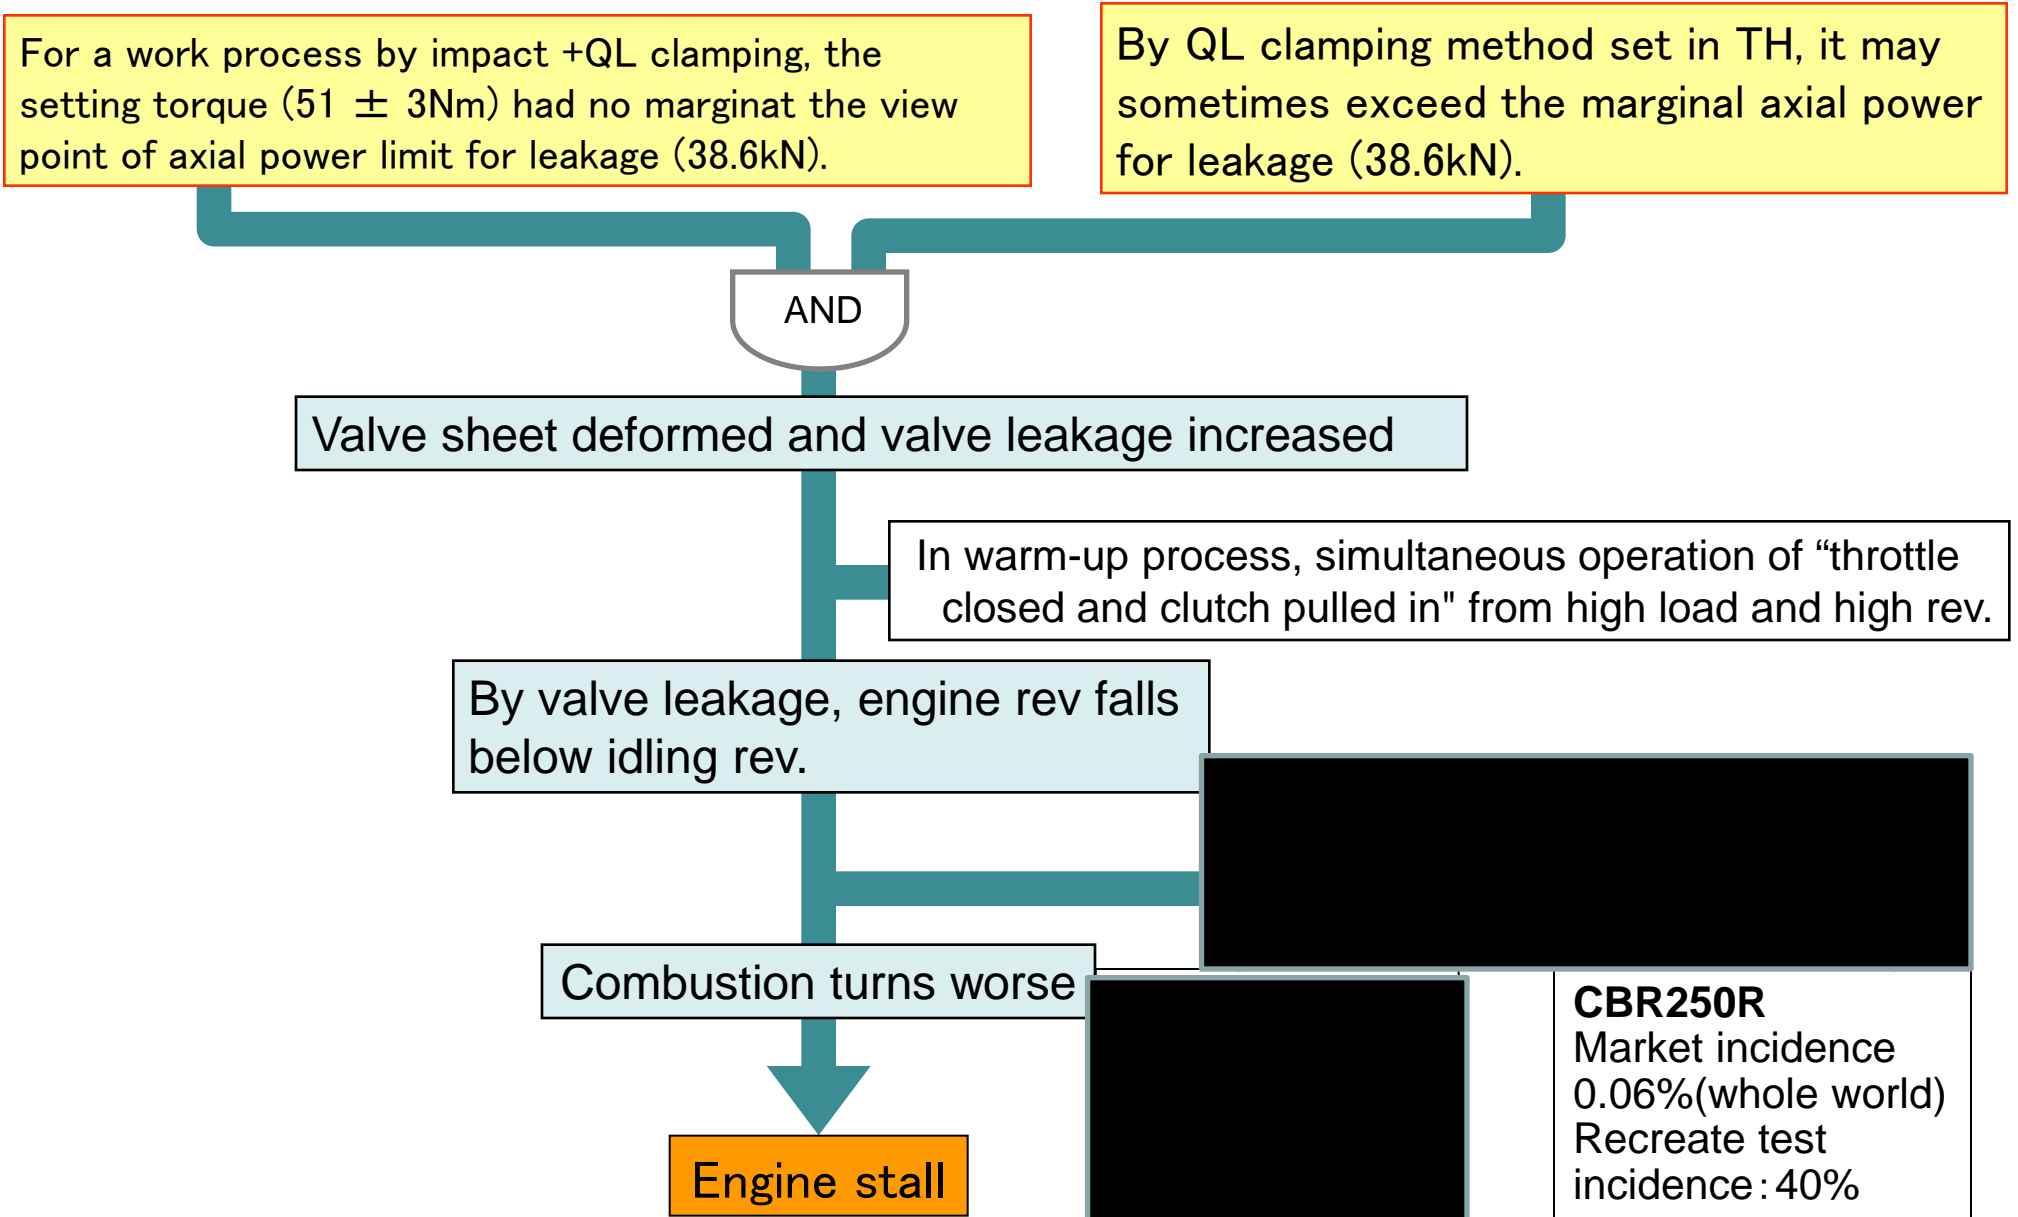 For a work process by impact +QL clamping, the
setting torque (51 ± 3Nm) had no marginat the view
point of axial power limit for leakage (38.6kN).
By QL clamping method set in TH, it may
sometimes exceed the marginal axial power
for leakage (38.6kN).
AND
Valve sheet deformed and valve leakage increased
In warm-up process, simultaneous operation of “throttle
closed and clutch pulled in" from high load and high rev.
By valve leakage, engine rev falls
below idling rev.
Combustion turns worse
CBR250R
Market incidence
0.06%(whole world)
Recreate test
incidence：40%
Engine stall